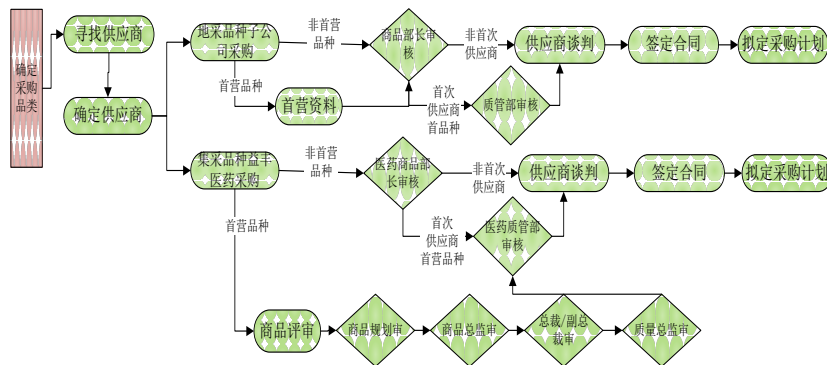 确定
采购
品类
寻找供应商
确定供应商
地采品种子公
司采购
非首营
品种
商品部长审
核
非首次
供应商
供应商谈判
签定合同
拟定采购计划
首营品种
首营资料
首次
供应商
首品种
质管部审核
集采品种益丰
医药采购
非首营
品种
医药商品部
长审核
非首次
供应商
供应商谈判
签定合同
拟定采购计划
首营品种
首次
供应商
首营品种
医药质管部
审核
商品评审
商品规划审
商品总监审
总裁/副总
裁审
质量总监审